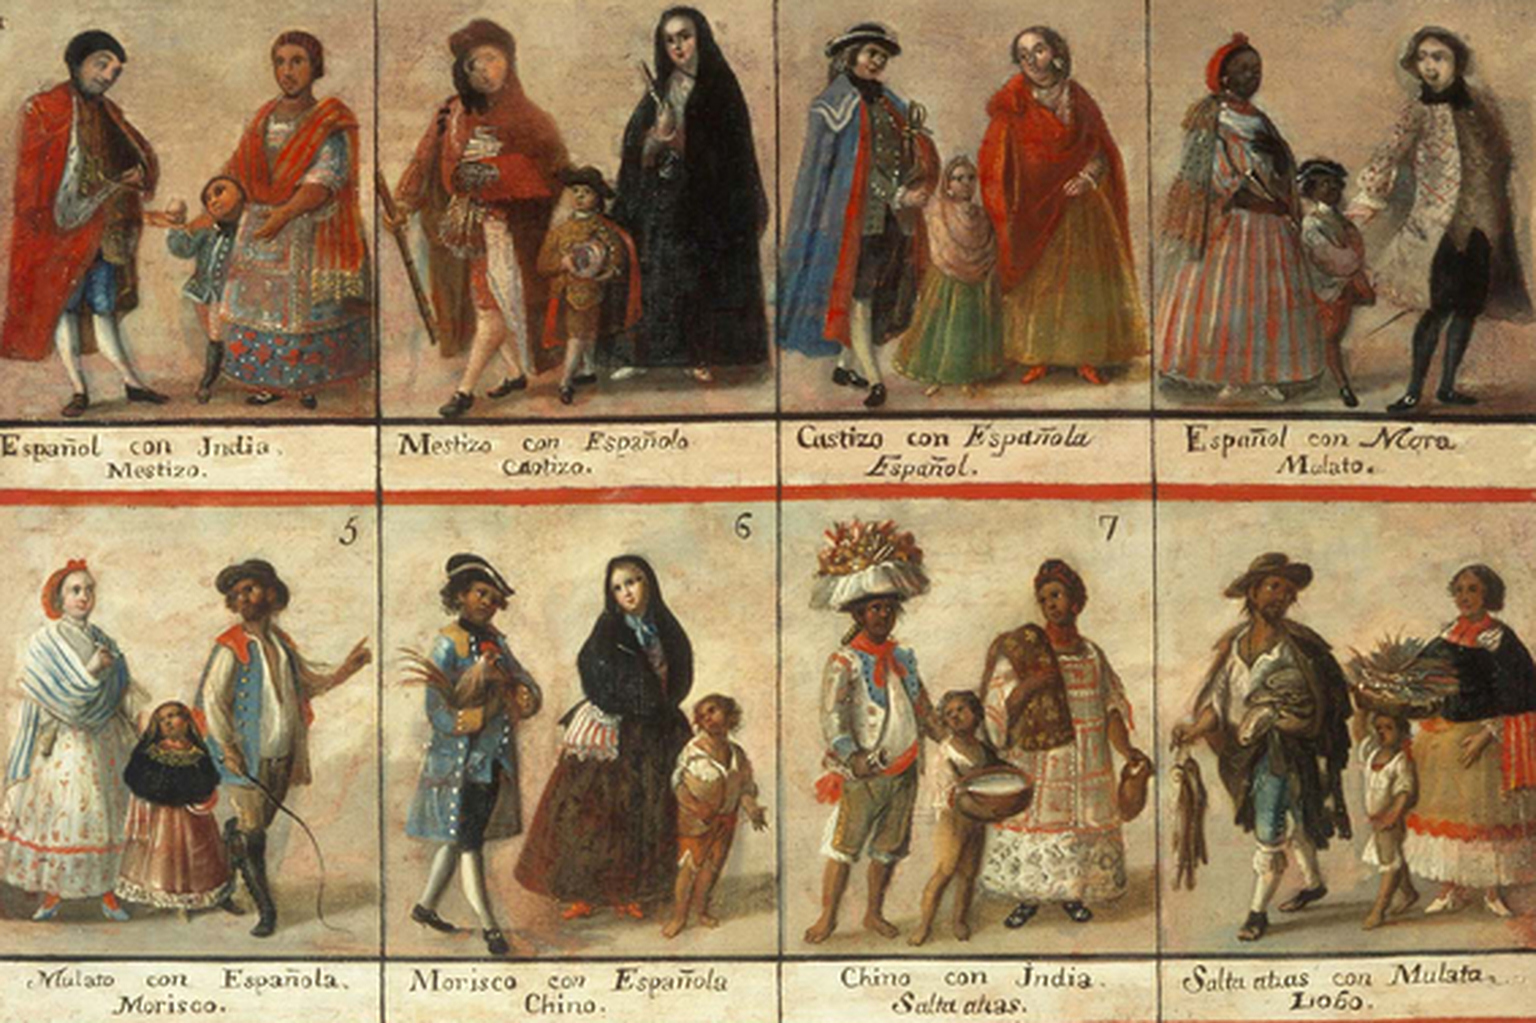 Español con India.
Mestizo.
Mestizo con Española
Castizo.
Castizo con Española
Español.
Español con Mora
Mulato.
5
6
7
Mulato con Española.
Morisco.
Morisco con Española
Chino.
Chino con India.
Salta atras.
Salta atras con Mulata.
Lobo.